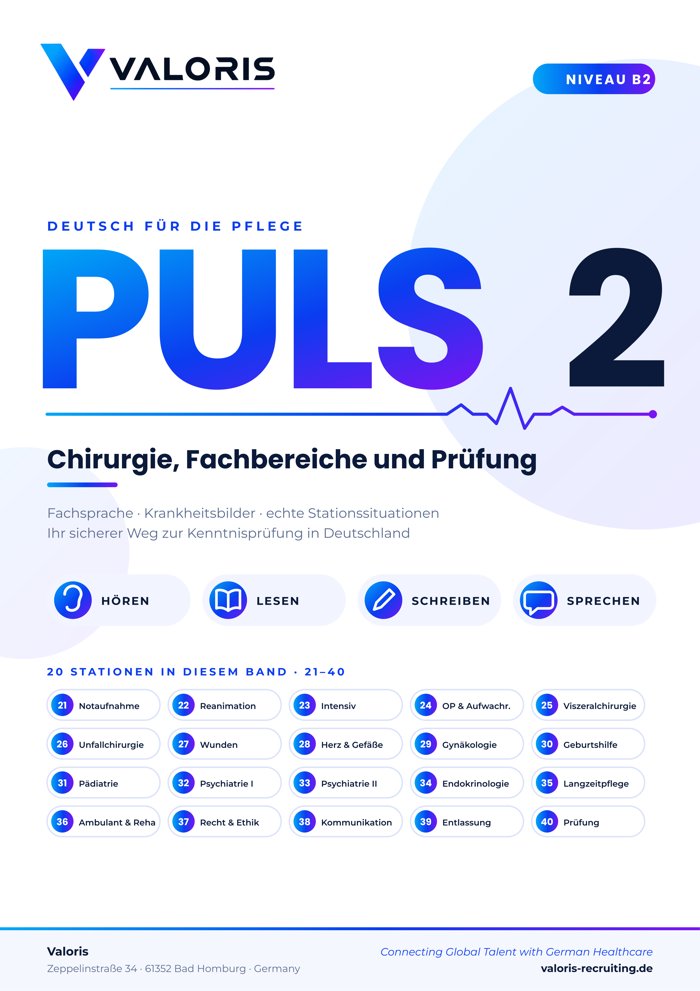 VALORIS
NIVEAU B2
DEUTSCH FÜR DIE PFLEGE
PULS 2
Chirurgie, Fachbereiche und Prüfung
Fachsprache · Krankheitsbilder · echte Stationssituationen
Ihr sicherer Weg zur Kenntnisprüfung in Deutschland
HÖREN LESEN SCHREIBEN SPRECHEN
20 STATIONEN IN DIESEM BAND · 21–40
21 Notaufnahme 22 Reanimation 23 Intensiv 24 OP & Aufwachr. 25 Viszeralchirurgie
26 Unfallchirurgie 27 Wunden 28 Herz & Gefäße 29 Gynäkologie 30 Geburtshilfe
31 Pädiatrie 32 Psychiatrie I 33 Psychiatrie II 34 Endokrinologie 35 Langzeitpflege
36 Ambulant & Reha 37 Recht & Ethik 38 Kommunikation 39 Entlassung 40 Prüfung
Valoris Connecting Global Talent with German Healthcare
Zeppelinstraße 34 · 61352 Bad Homburg · Germany valoris-recruiting.de